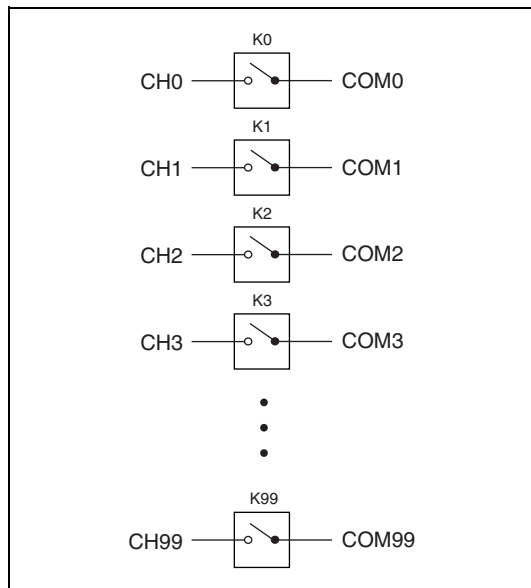 K0
CH0 COM0
K1
CH1 COM1
K2
CH2 COM2
K3
CH3 COM3
K99
CH99 COM99